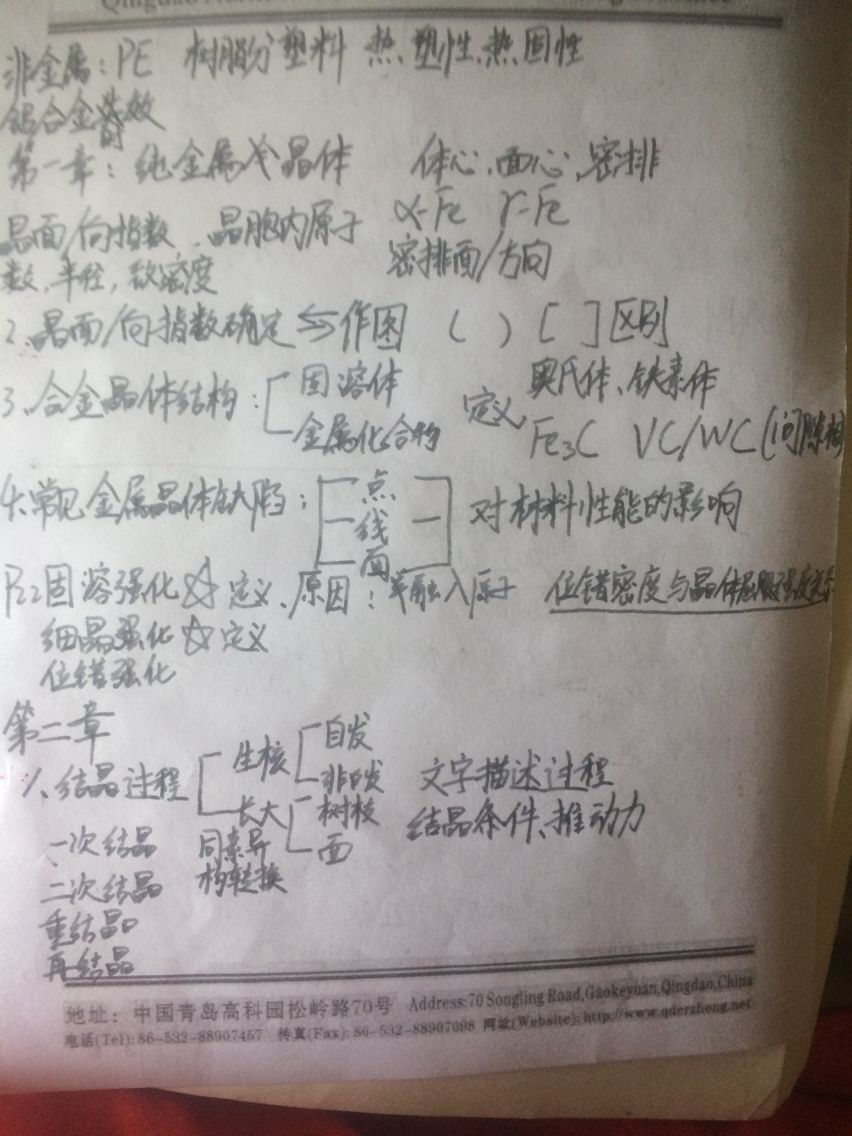 非金属：PE 树脂 塑料 热塑性、热固性
铝合金时效
第一章：纯金属 晶体 体心、面心、密排
α-Fe γ-Fe
晶面/向指数、晶胞内原子
密排面/方向
数、半径，致密度
2、晶面/向指数确定 作图 ( ) [ ] 区别
3、合金晶体结构： 固溶体 奥氏体、铁素体
金属化合物 定义 Fe3C VC/WC (间隙相
4、常见金属晶体缺陷： 点
线 对材料性能的影响
面
P22 固溶强化 ☆ 定义、原因： 融入原子 位错密度与晶体屈服强度关系
细晶强化 ☆ 定义
位错强化
第二章
1、结晶过程 生核 自发
非自发 文字描述过程
长大 树枝 结晶条件、推动力
面
一次结晶 同素异
二次结晶 构转换
重结晶
再结晶
地址：中国青岛高科园松岭路70号 Address:70 Songling Road,Gaokeyuan,Qingdao,China
电话(Tel):86-532-88907457 传真(Fax):86-532-88907098 网址(Website):http://www.qderzhong.net